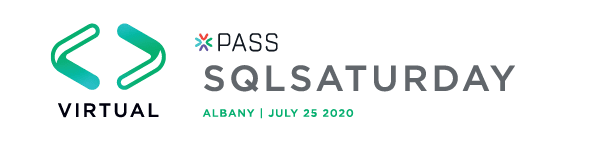 PASS
SQLSATURDAY
VIRTUAL
ALBANY | JULY 25 2020